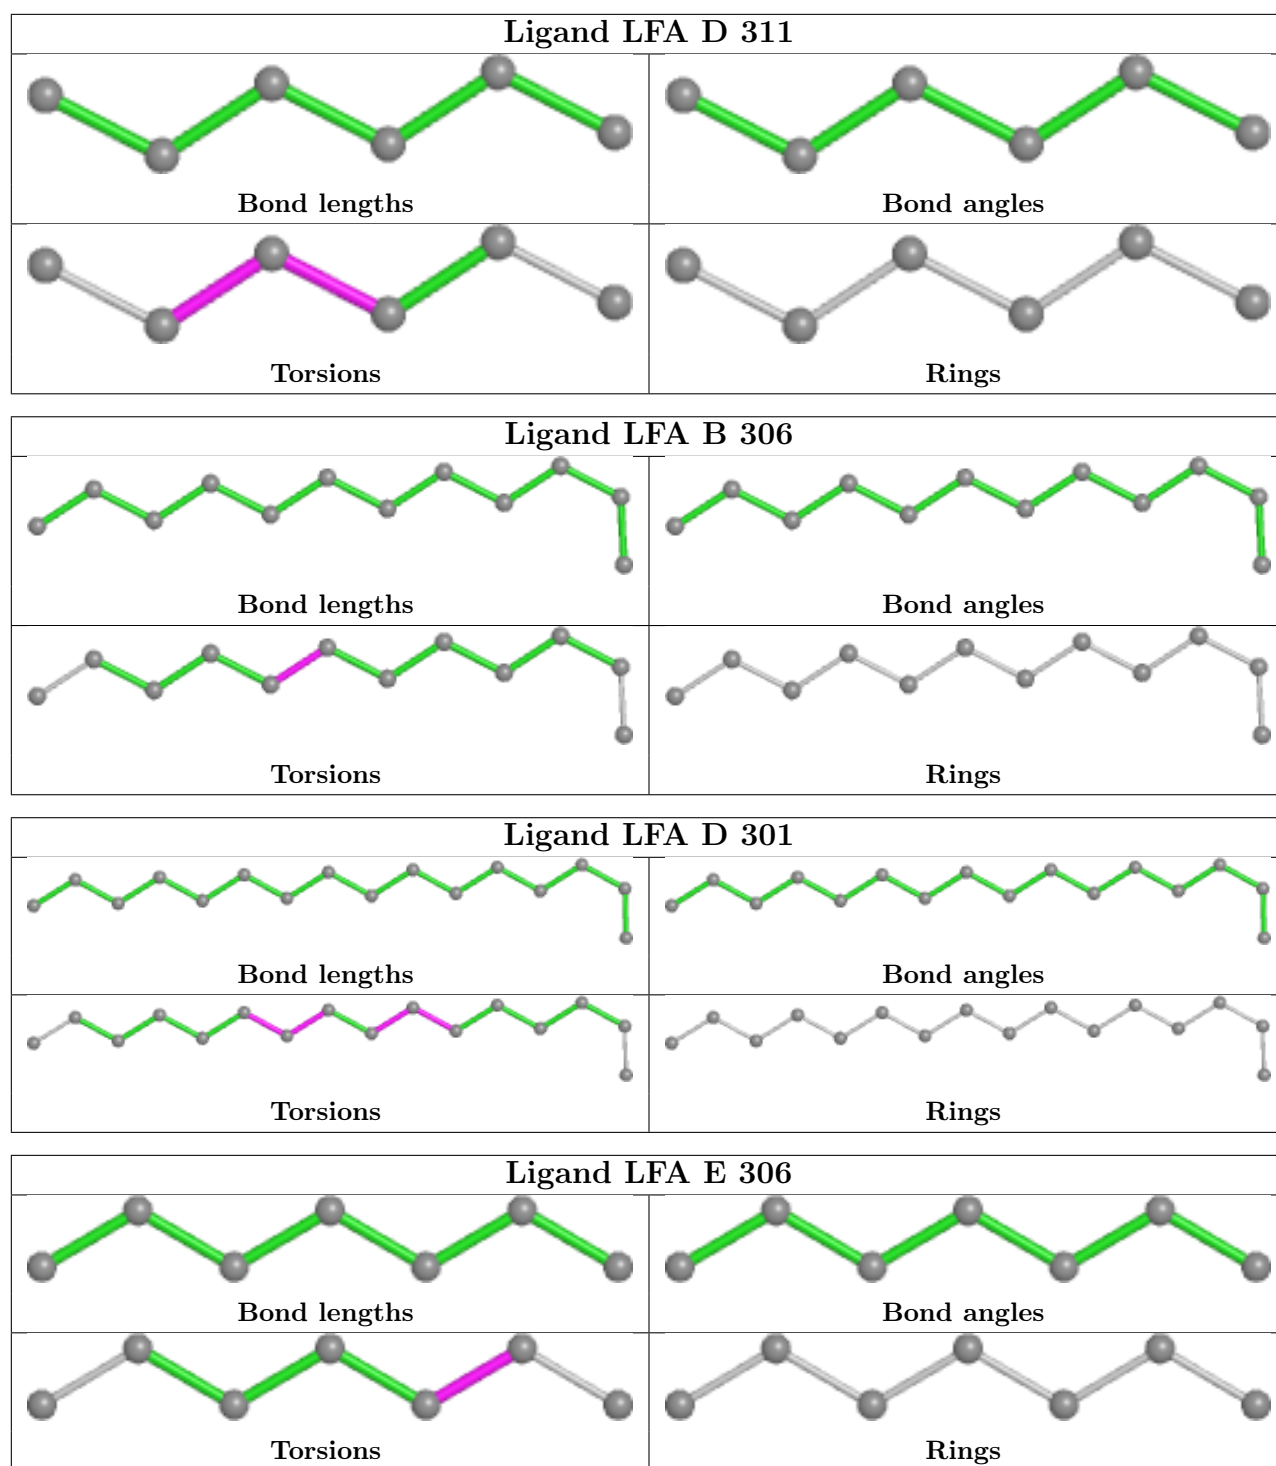 Ligand LFA D 311
Bond lengths
Bond angles
Torsions
Rings
Ligand LFA B 306
Bond lengths
Bond angles
Torsions
Rings
Ligand LFA D 301
Bond lengths
Bond angles
Torsions
Rings
Ligand LFA E 306
Bond lengths
Bond angles
Torsions
Rings